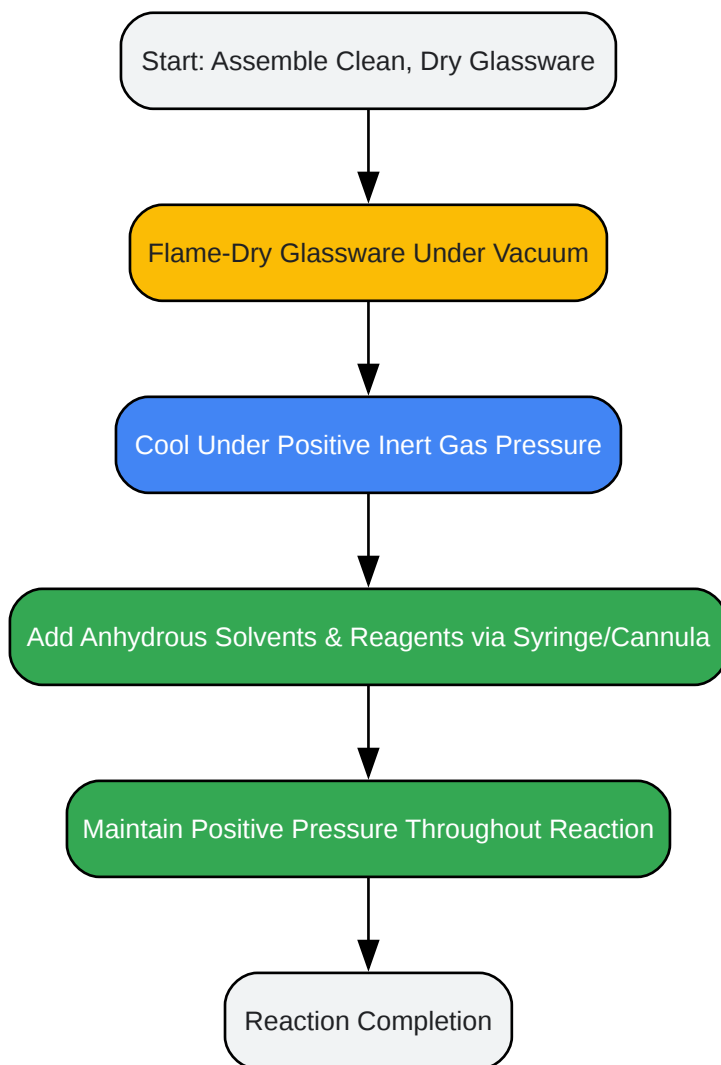 Start: Assemble Clean, Dry Glassware
Flame-Dry Glassware Under Vacuum
Cool Under Positive Inert Gas Pressure
Add Anhydrous Solvents & Reagents via Syringe/Cannula
Maintain Positive Pressure Throughout Reaction
Reaction Completion